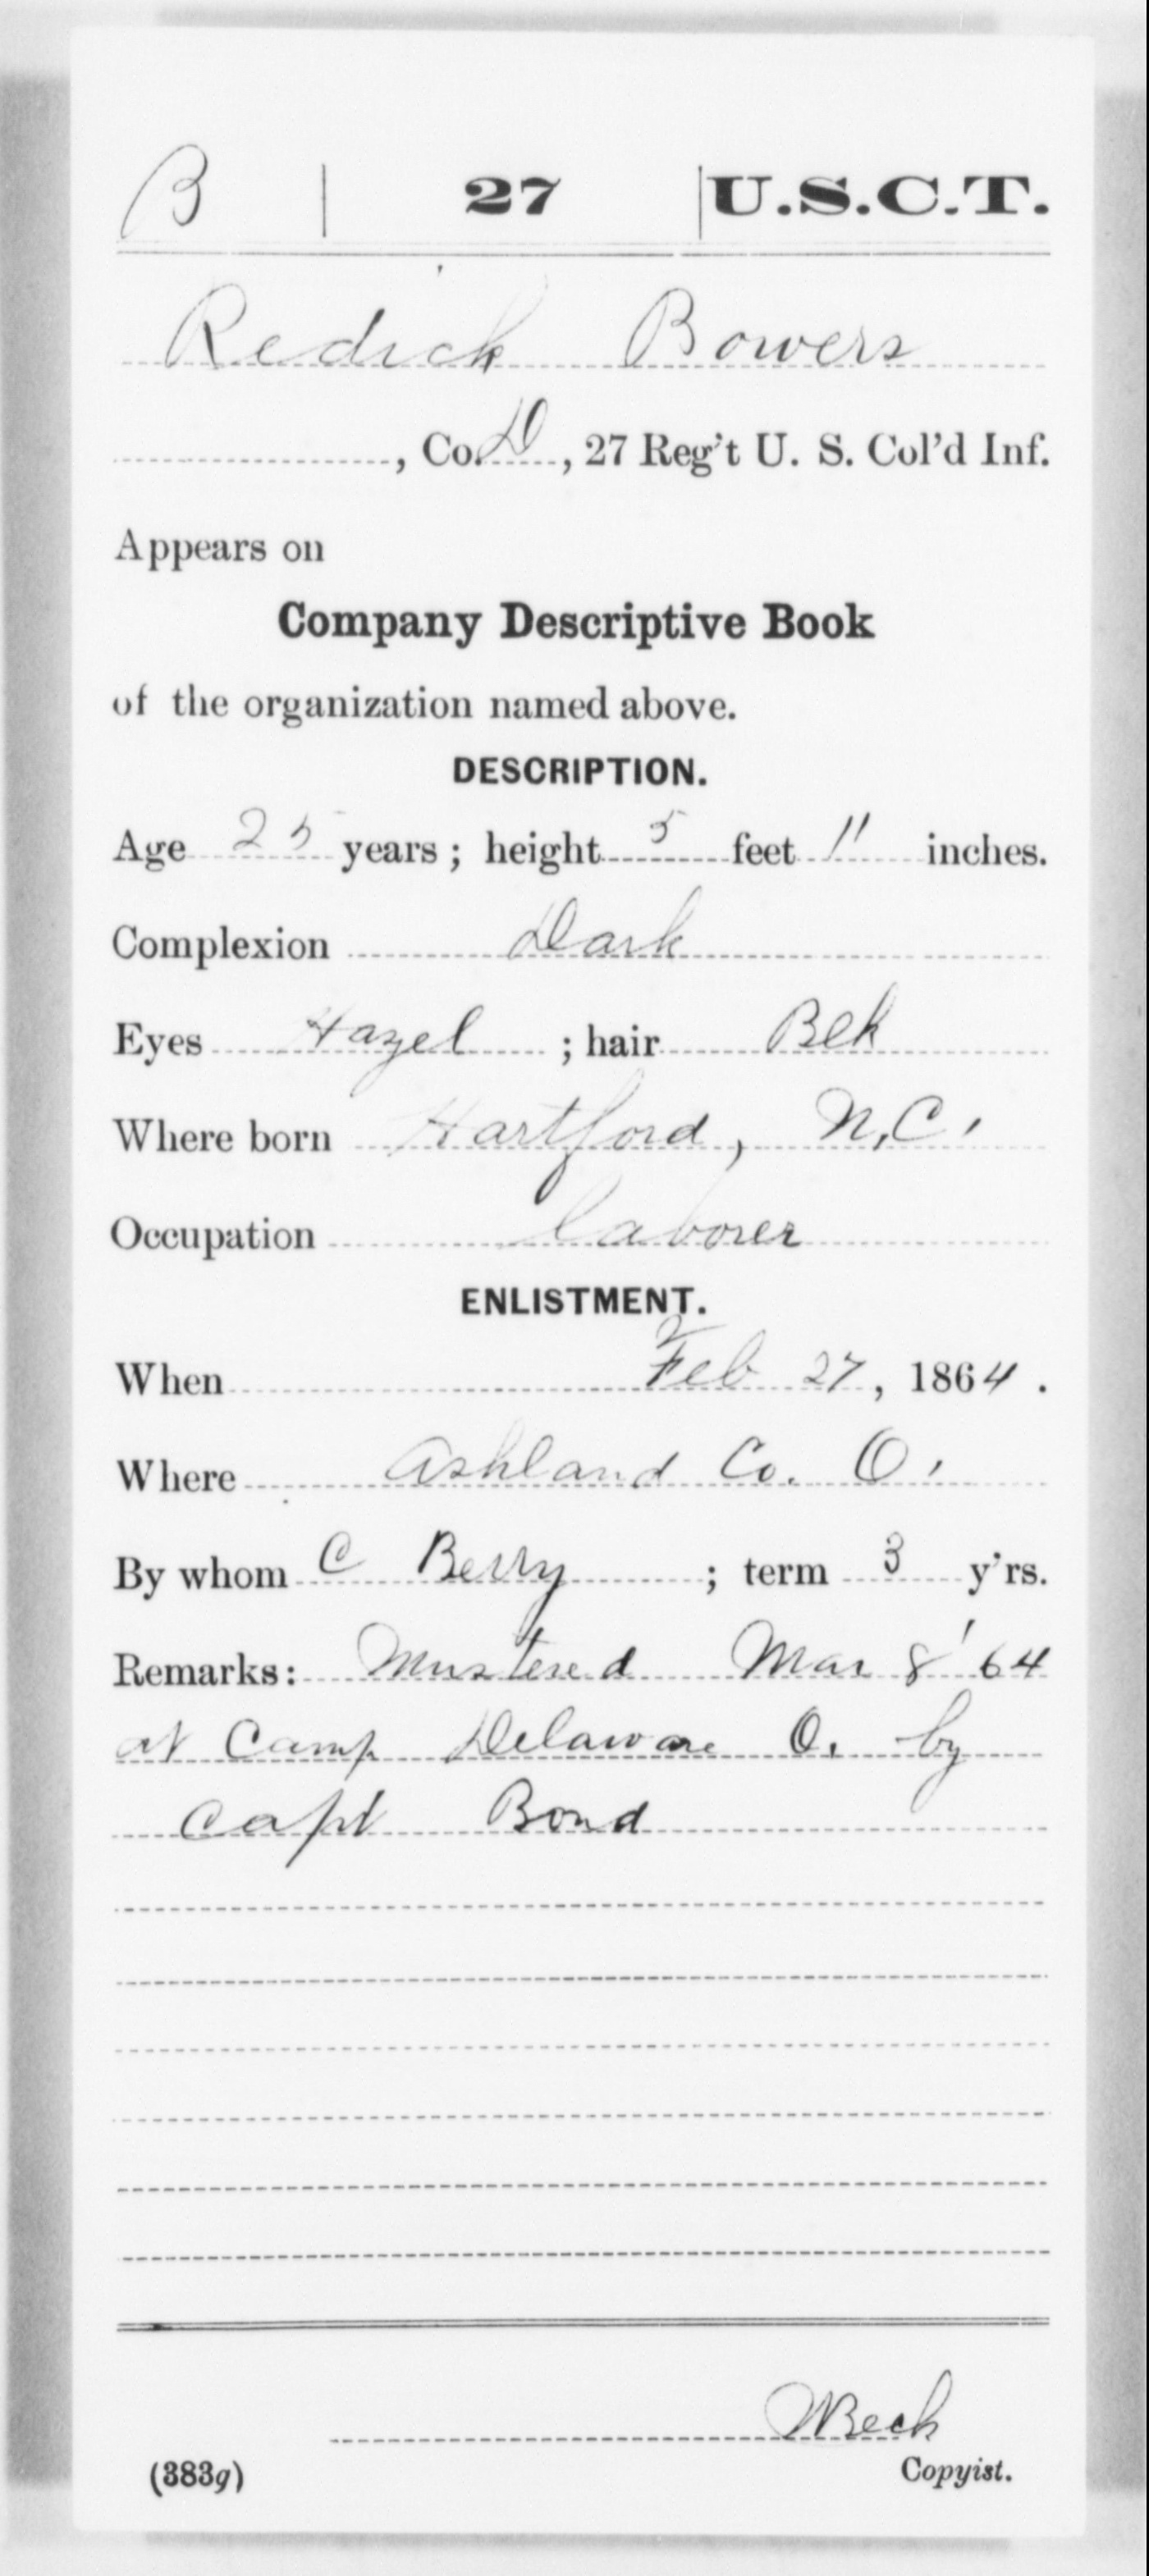 B | 27 | U.S.C.T.
Redick Bowers
, Co. D, 27 Reg't U. S. Col'd Inf.
Appears on
Company Descriptive Book
of the organization named above.
DESCRIPTION.
Age 25 years; height 5 feet 11 inches.
Complexion Dark
Eyes Hazel ; hair Blk
Where born Hartford, N.C.
Occupation laborer
ENLISTMENT.
When Feb 27, 1864.
Where Ashland Co. O.
By whom C Berry ; term 3 y'rs.
Remarks: Mustered Mar 8 '64
at Camp Delaware O. by
Capt Bond
Beck
(383g) Copyist.